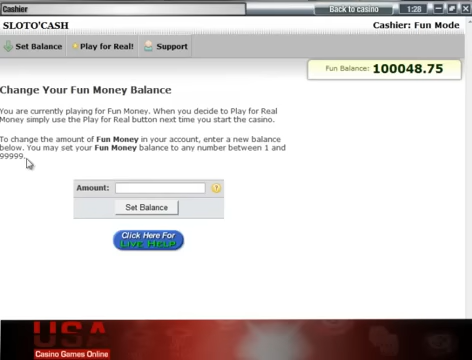 Cashier
Back to casino
1:26
SLOTO'CASH
Cashier: Fun Mode
Set Balance
Play for Real!
Support
Fun Balance: 100048.75
Change Your Fun Money Balance
You are currently playing for Fun Money. When you decide to Play for Real
Money simply use the Play for Real button next time you start the casino.
To change the amount of Fun Money in your account, enter a new balance
below. You may set your Fun Money balance to any number between 1 and
99999.
Amount:
Set Balance
Click Here For
LIVE HELP
USA
Casino Games Online